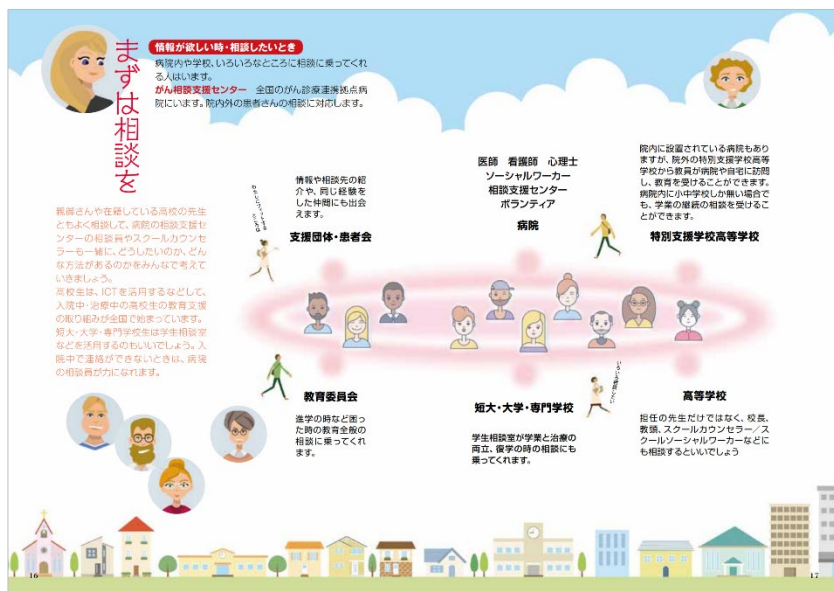 まずは相談を
情報が欲しい時・相談したいとき
病院内や学校、いろいろなところに相談に乗ってくれ
る人はいます。
がん相談支援センター　全国のがん診療連携拠点病
院にいます。院内外の患者さんの相談に対応します。
親御さんや在籍している高校の先生
ともよく相談して、病院の相談支援セ
ンターの相談員やスクールカウンセ
ラーも一緒に、どうしたいのか、どん
な方法があるのかをみんなで考えて
いきましょう。
高校生は、ICTを活用するなどして、
入院中・治療中の高校生の教育支援
の取り組みが全国で始まっています。
短大・大学・専門学校生は学生相談室
などを活用するのもいいでしょう。入
院中で連絡ができないときは、病院
の相談員が力になれます。
情報や相談先の紹
介や、同じ経験を
した仲間にも出会
えます。
支援団体・患者会
医師　看護師　心理士
ソーシャルワーカー
相談支援センター
ボランティア
病院
院内に設置されている病院もあり
ますが、院外の特別支援学校高等
学校から教員が病院や自宅に訪問
し、教育を受けることができます。
病院内に小中学校しか無い場合で
も、学業の継続の相談を受けるこ
とができます。
特別支援学校高等学校
教育委員会
進学の時など困っ
た時の教育全般の
相談に乗ってくれ
ます。
短大・大学・専門学校
学生相談室が学業と治療の
両立、復学の時の相談にも
乗ってくれます。
高等学校
担任の先生だけではなく、校長、
教頭、スクールカウンセラー／ス
クールソーシャルワーカーなどに
も相談するといいでしょう
16
17